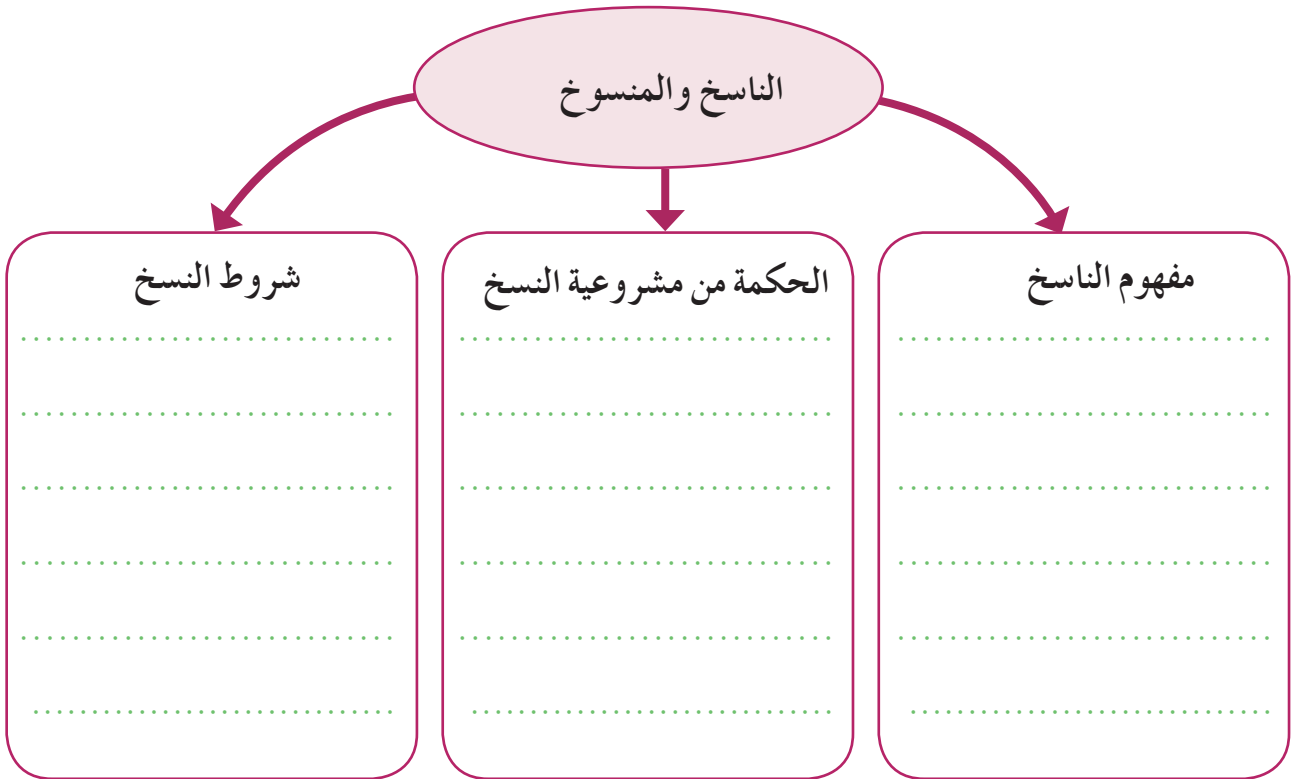 الناسخ والمنسوخ
مفهوم الناسخ
الحكمة من مشروعية النسخ
شروط النسخ